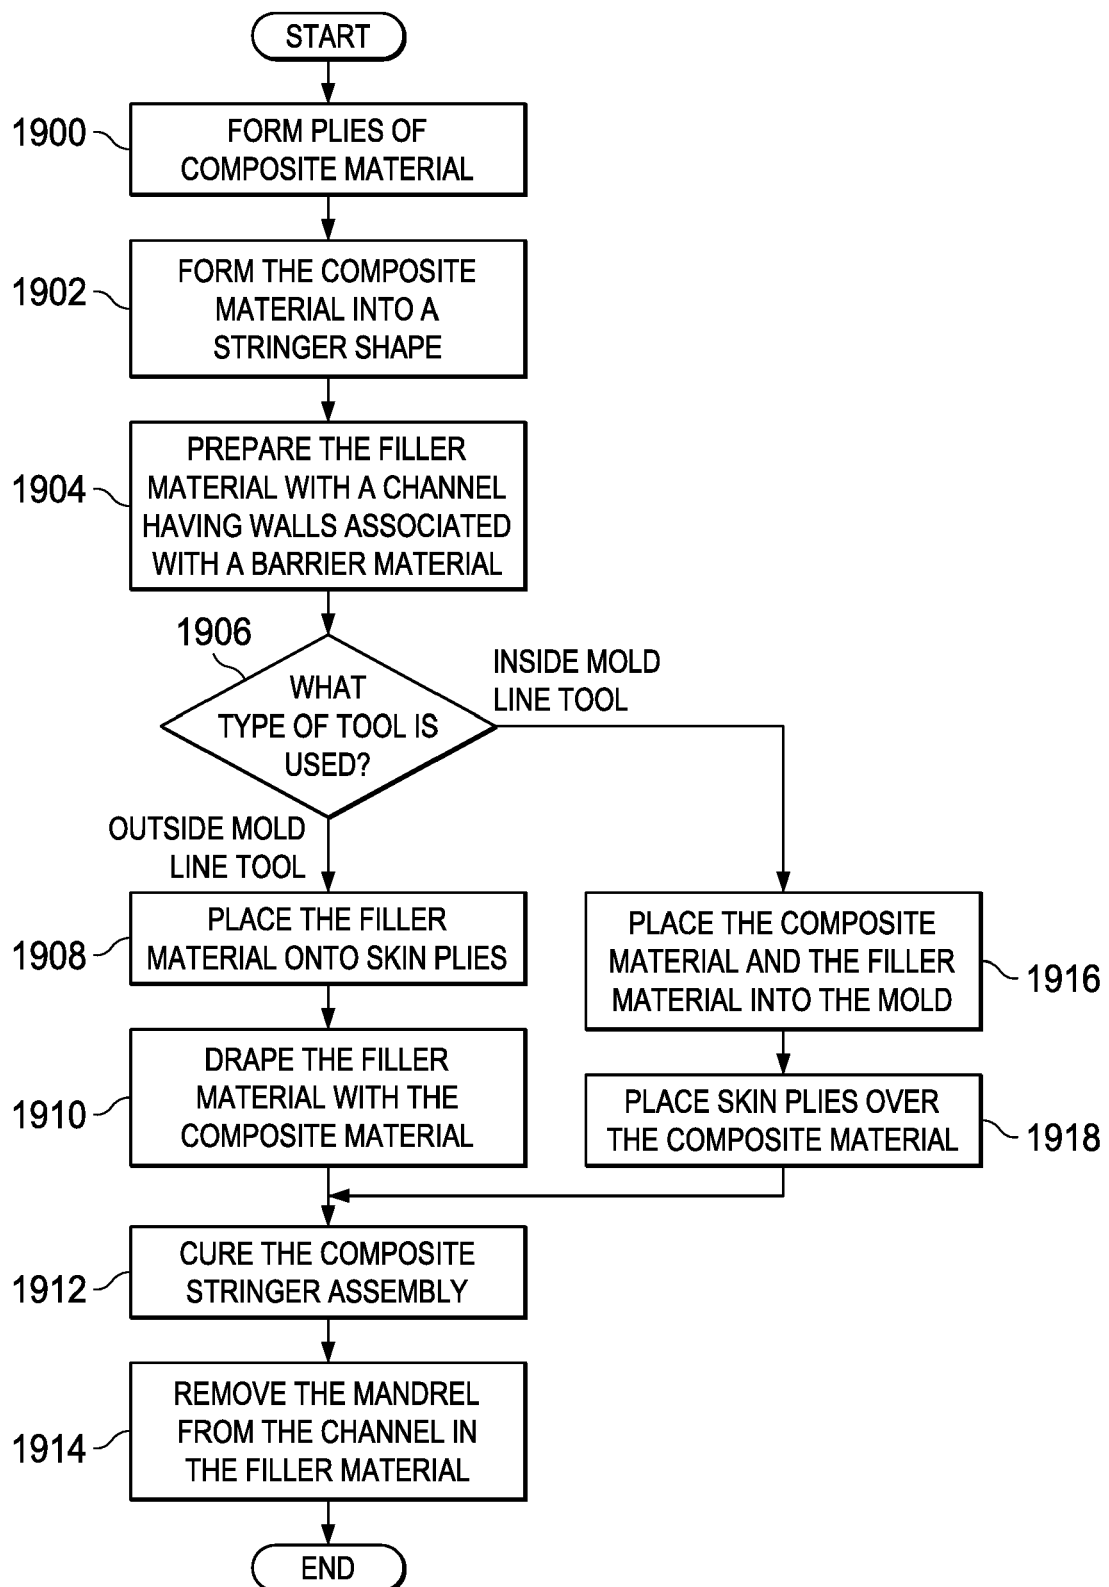 START
1900
FORM PLIES OF
COMPOSITE MATERIAL
1902
FORM THE COMPOSITE
MATERIAL INTO A
STRINGER SHAPE
1904
PREPARE THE FILLER
MATERIAL WITH A CHANNEL
HAVING WALLS ASSOCIATED
WITH A BARRIER MATERIAL
1906
WHAT
TYPE OF TOOL IS
USED?
INSIDE MOLD
LINE TOOL
OUTSIDE MOLD
LINE TOOL
1908
PLACE THE FILLER
MATERIAL ONTO SKIN PLIES
1910
DRAPE THE FILLER
MATERIAL WITH THE
COMPOSITE MATERIAL
PLACE THE COMPOSITE
MATERIAL AND THE FILLER
MATERIAL INTO THE MOLD
1916
PLACE SKIN PLIES OVER
THE COMPOSITE MATERIAL
1918
1912
CURE THE COMPOSITE
STRINGER ASSEMBLY
1914
REMOVE THE MANDREL
FROM THE CHANNEL IN
THE FILLER MATERIAL
END